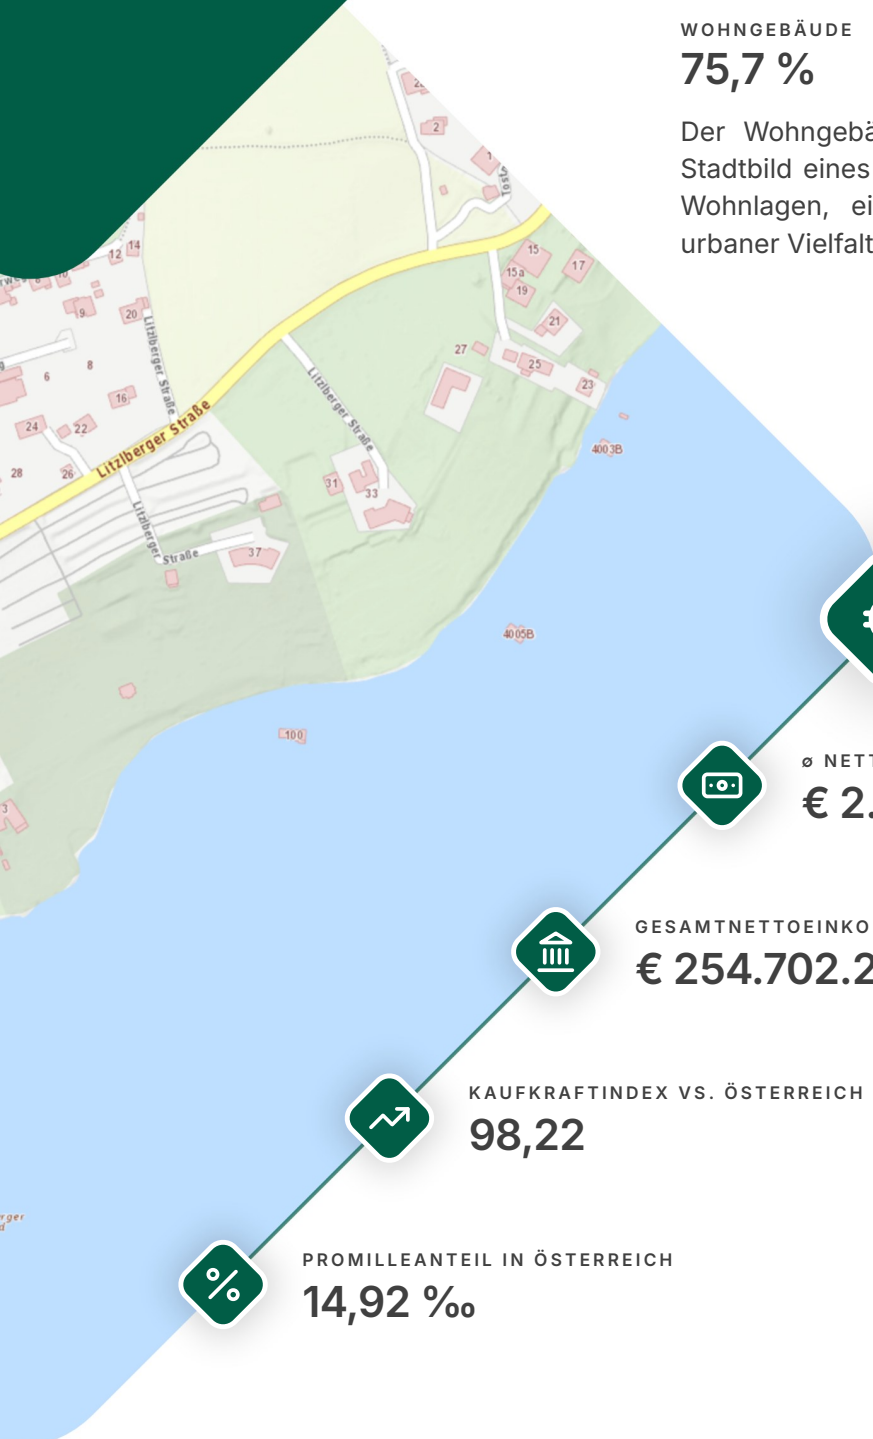 WOHNGEBÄUDE
75,7 %
Der Wohngebä
Stadtbild eines
Wohnlagen, ei
urbaner Vielfalt
2
1
15
17
15a
19
21
27
25
23
4003B
12
14
9
20
Litzlberger Straße
6
8
16
24
22
28
26
Litzlberger Straße
Litzlberger Straße
31
33
Litzlberger
Straße
37
4005B
100
3
ø NETT
€ 2.
GESAMTNETTOEINKO
€ 254.702.2
KAUFKRAFTINDEX VS. ÖSTERREICH
98,22
PROMILLEANTEIL IN ÖSTERREICH
14,92 ‰